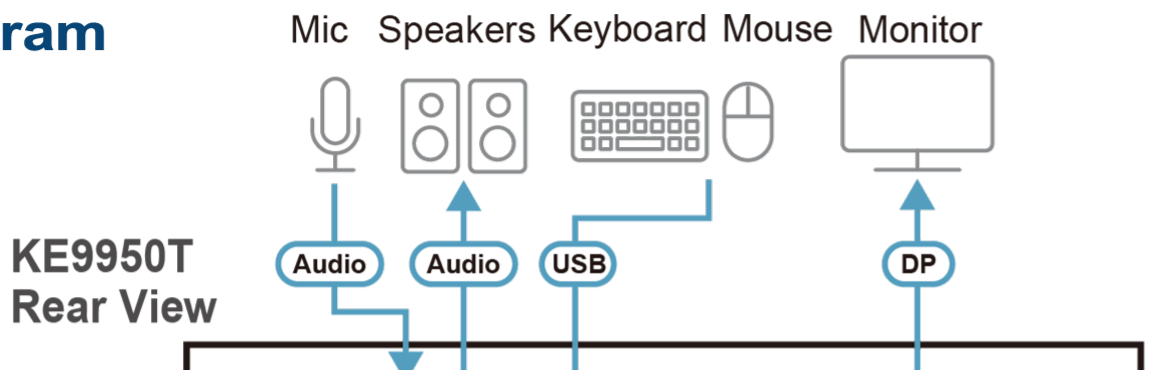 ram
Mic Speakers Keyboard Mouse Monitor
KE9950T
Rear View
Audio Audio USB DP